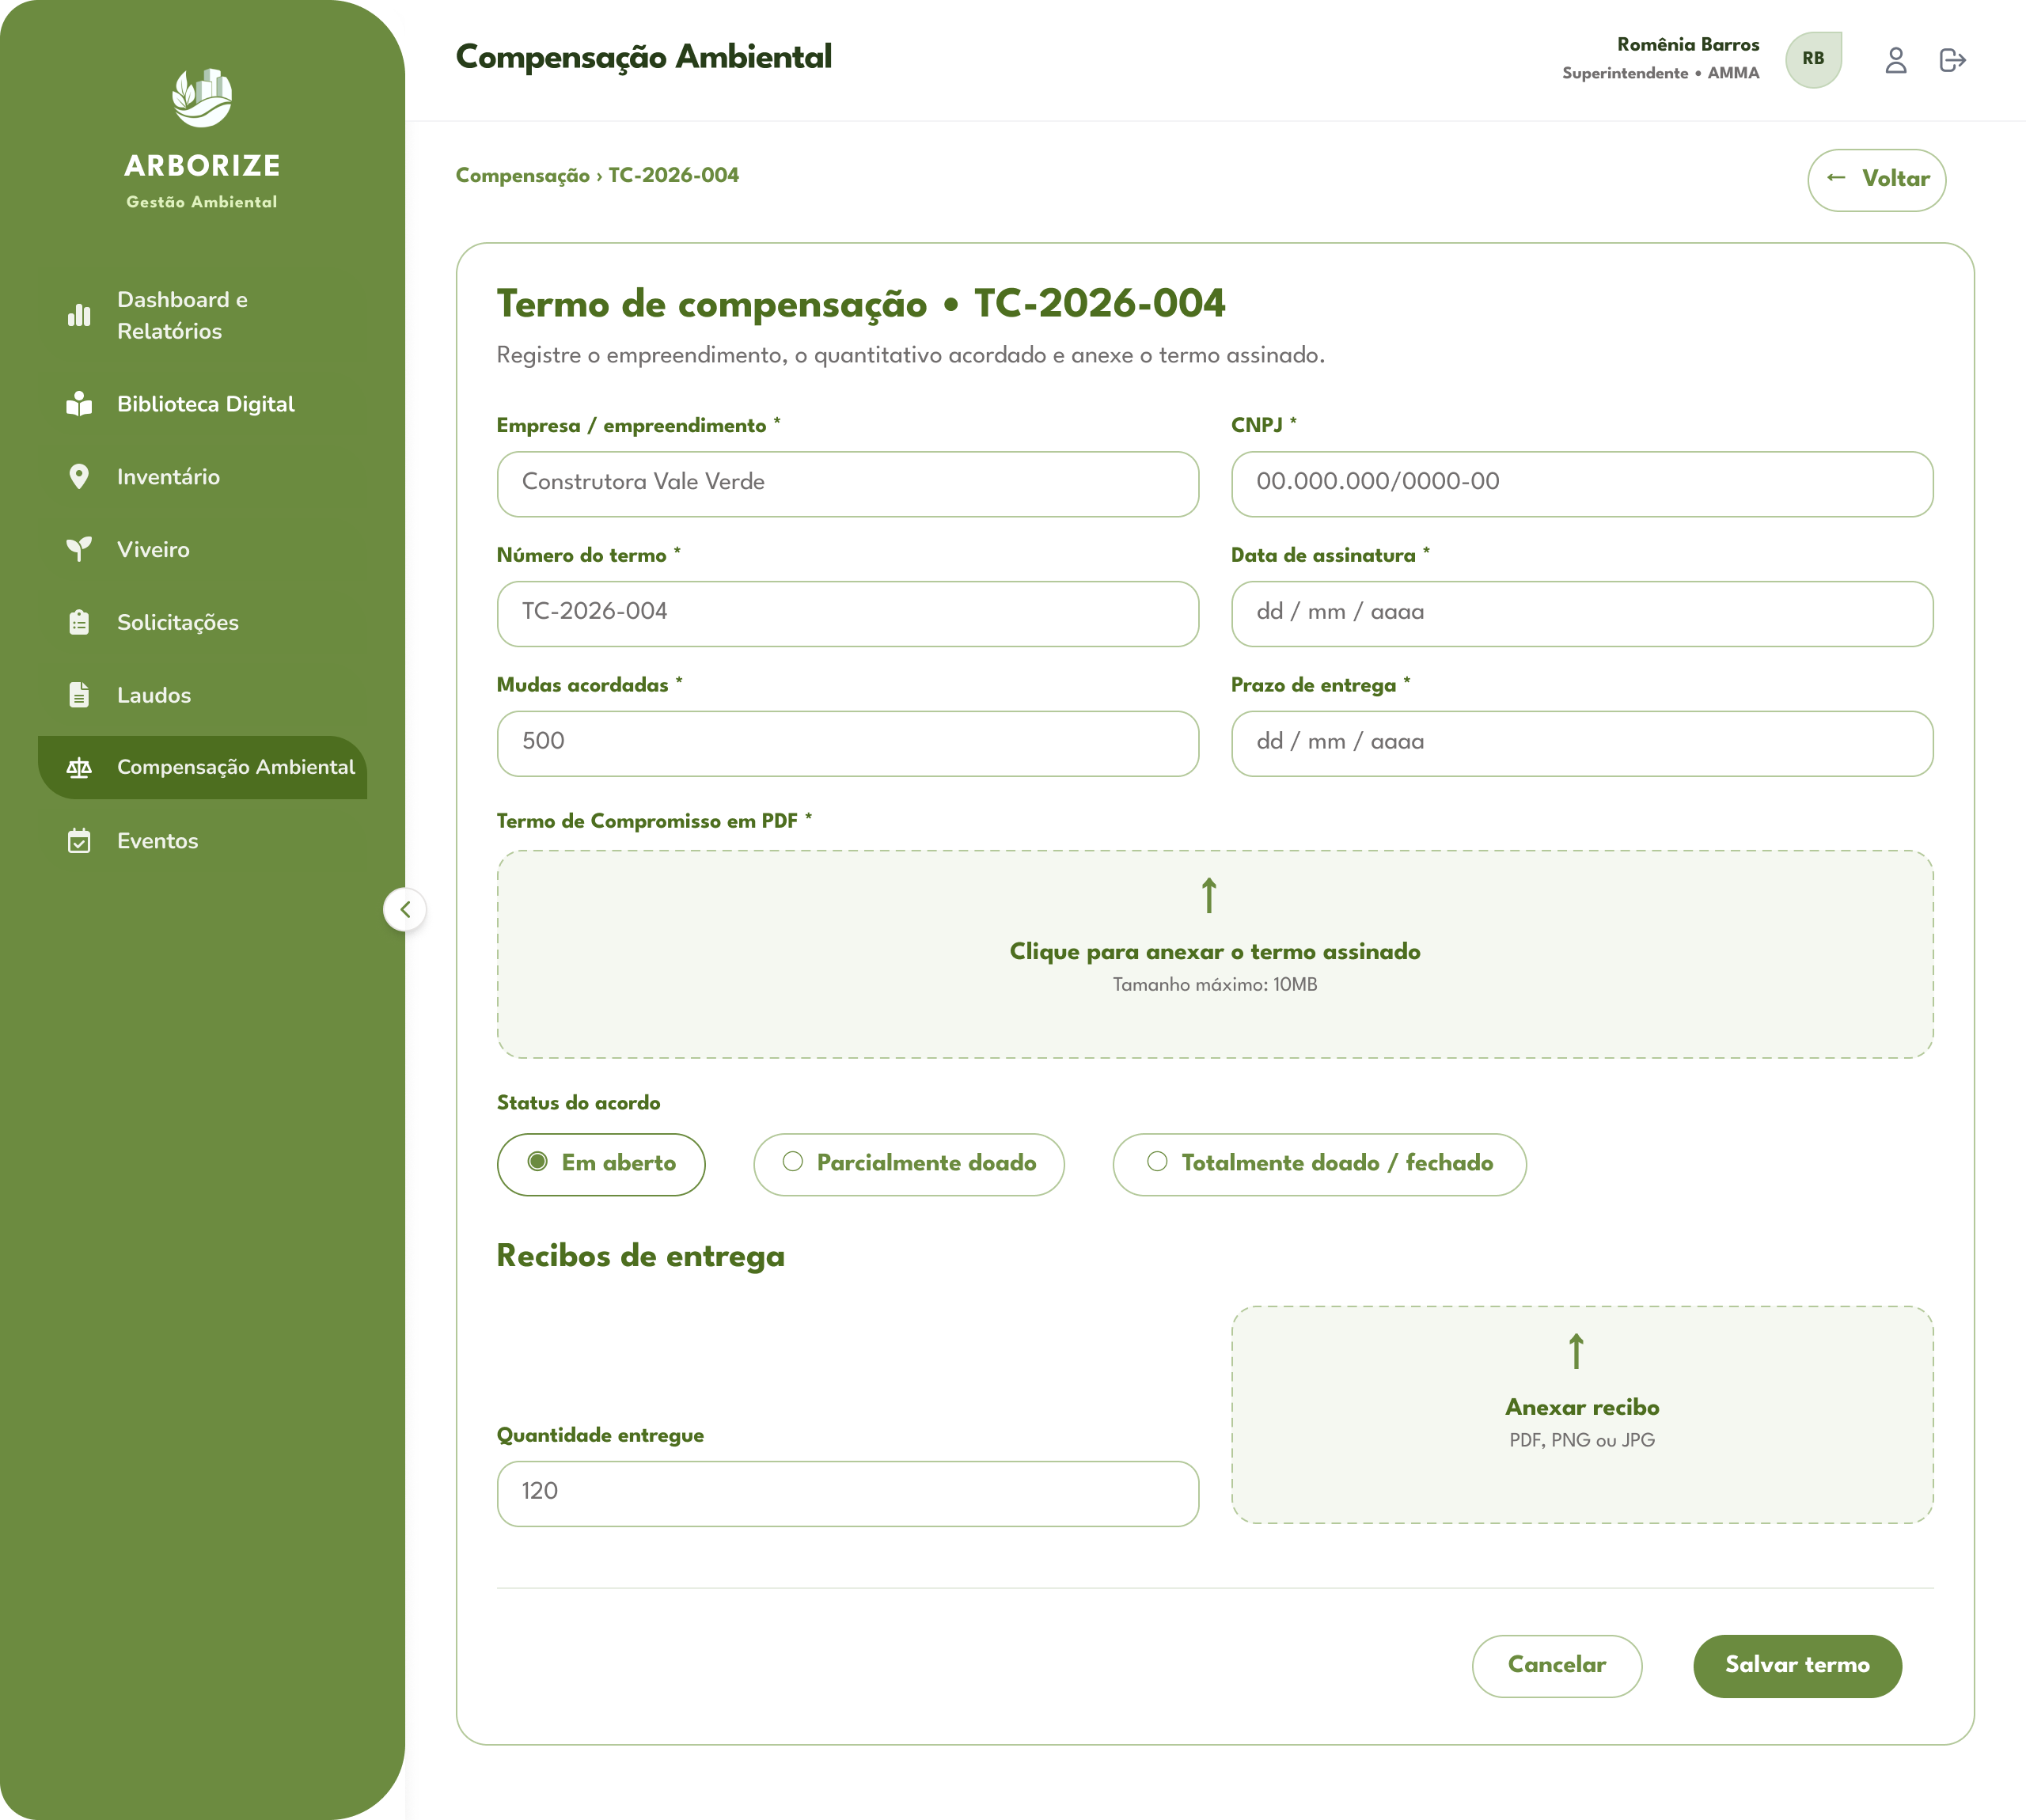 ARBORIZE
Gestão Ambiental
Dashboard e
Relatórios
Biblioteca Digital
Inventário
Viveiro
Solicitações
Laudos
Compensação Ambiental
Eventos
Compensação Ambiental
Romênia Barros
Superintendente • AMMA
RB
Compensação › TC-2026-004
← Voltar
Termo de compensação • TC-2026-004
Registre o empreendimento, o quantitativo acordado e anexe o termo assinado.
Empresa / empreendimento *
Construtora Vale Verde
CNPJ *
00.000.000/0000-00
Número do termo *
TC-2026-004
Data de assinatura *
dd / mm / aaaa
Mudas acordadas *
500
Prazo de entrega *
dd / mm / aaaa
Termo de Compromisso em PDF *
↑
Clique para anexar o termo assinado
Tamanho máximo: 10MB
Status do acordo
Em aberto
Parcialmente doado
Totalmente doado / fechado
Recibos de entrega
Quantidade entregue
120
↑
Anexar recibo
PDF, PNG ou JPG
Cancelar
Salvar termo